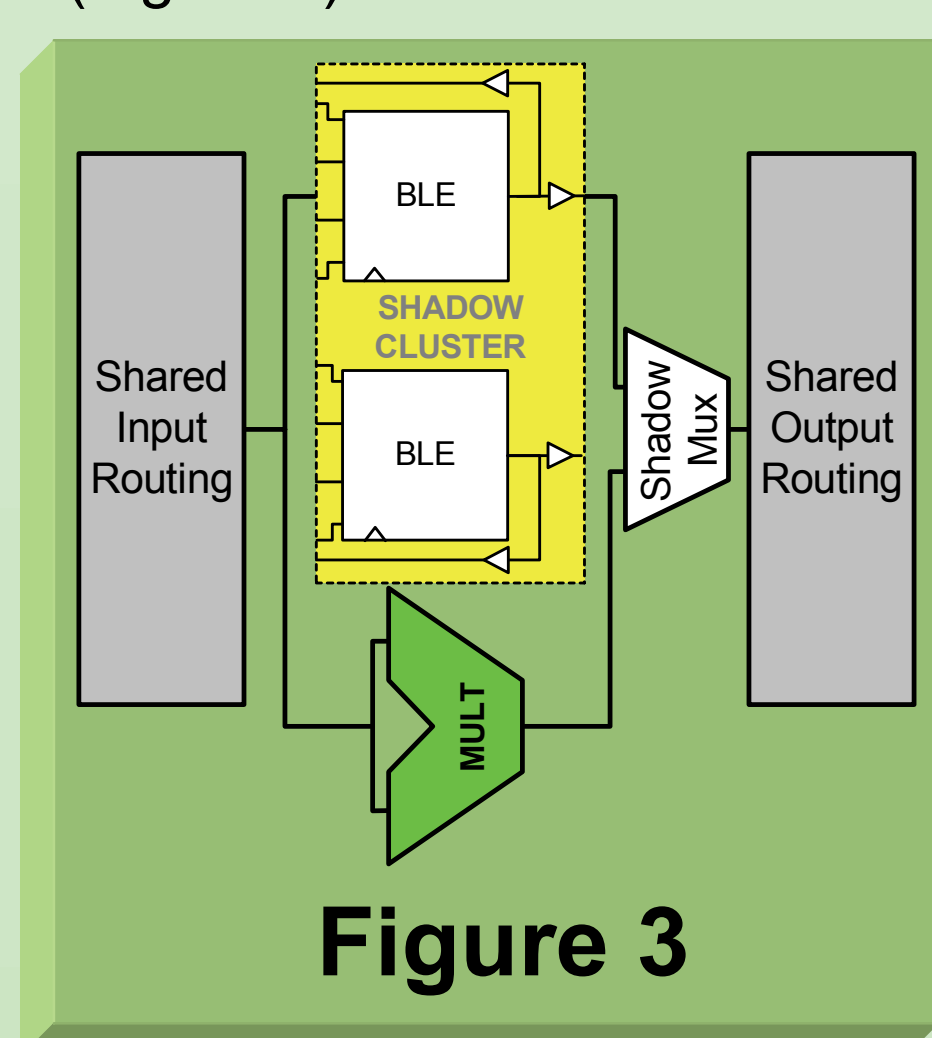 BLE
SHADOW
CLUSTER
BLE
Shared
Input
Routing
Shadow
Mux
Shared
Output
Routing
MULT
Figure 3